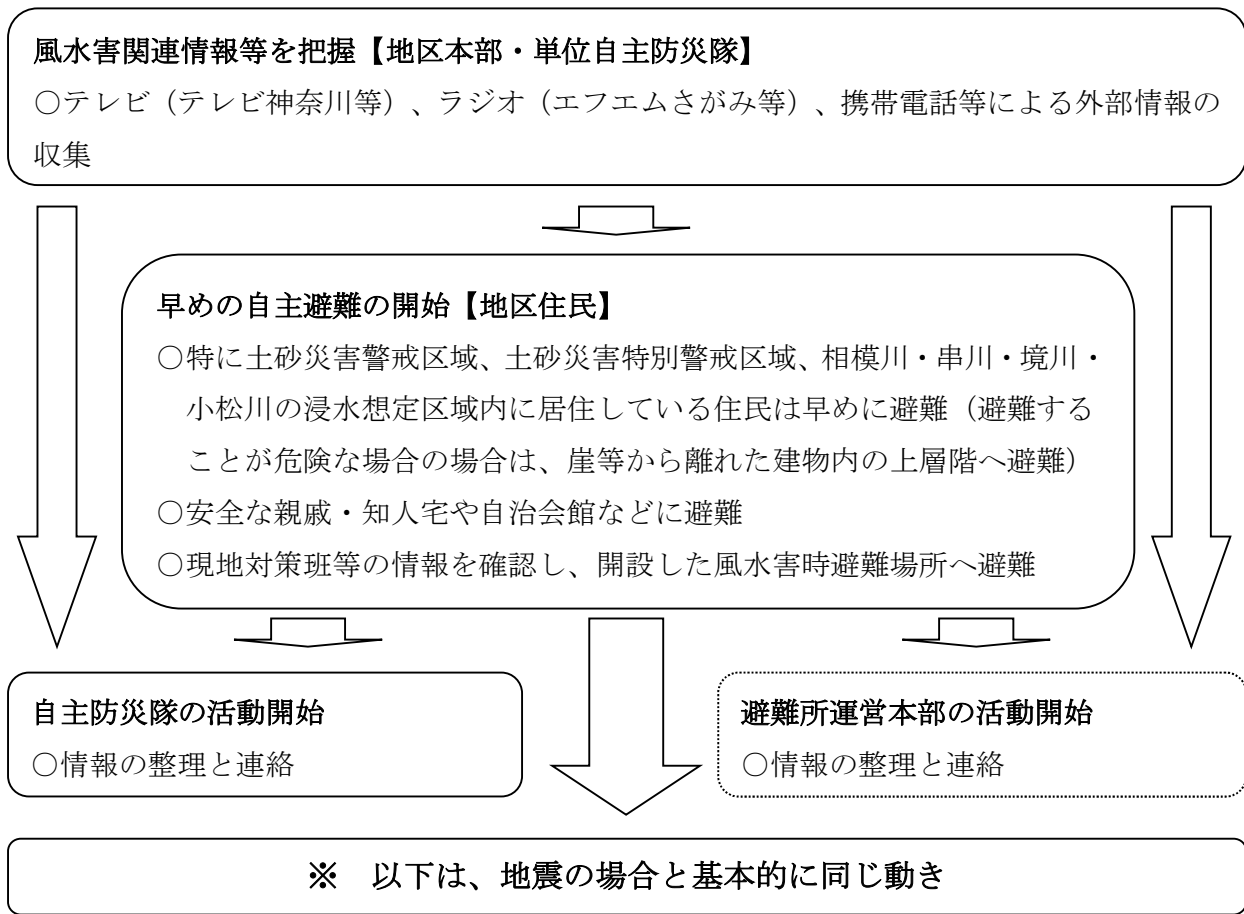 風水害関連情報等を把握【地区本部・単位自主防災隊】
○テレビ（テレビ神奈川等）、ラジオ（エフエムさがみ等）、携帯電話等による外部情報の
収集
早めの自主避難の開始【地区住民】
○特に土砂災害警戒区域、土砂災害特別警戒区域、相模川・串川・境川・
小松川の浸水想定区域内に居住している住民は早めに避難（避難する
ことが危険な場合の場合は、崖等から離れた建物内の上層階へ避難）
○安全な親戚・知人宅や自治会館などに避難
○現地対策班等の情報を確認し、開設した風水害時避難場所へ避難
自主防災隊の活動開始
○情報の整理と連絡
避難所運営本部の活動開始
○情報の整理と連絡
※　以下は、地震の場合と基本的に同じ動き